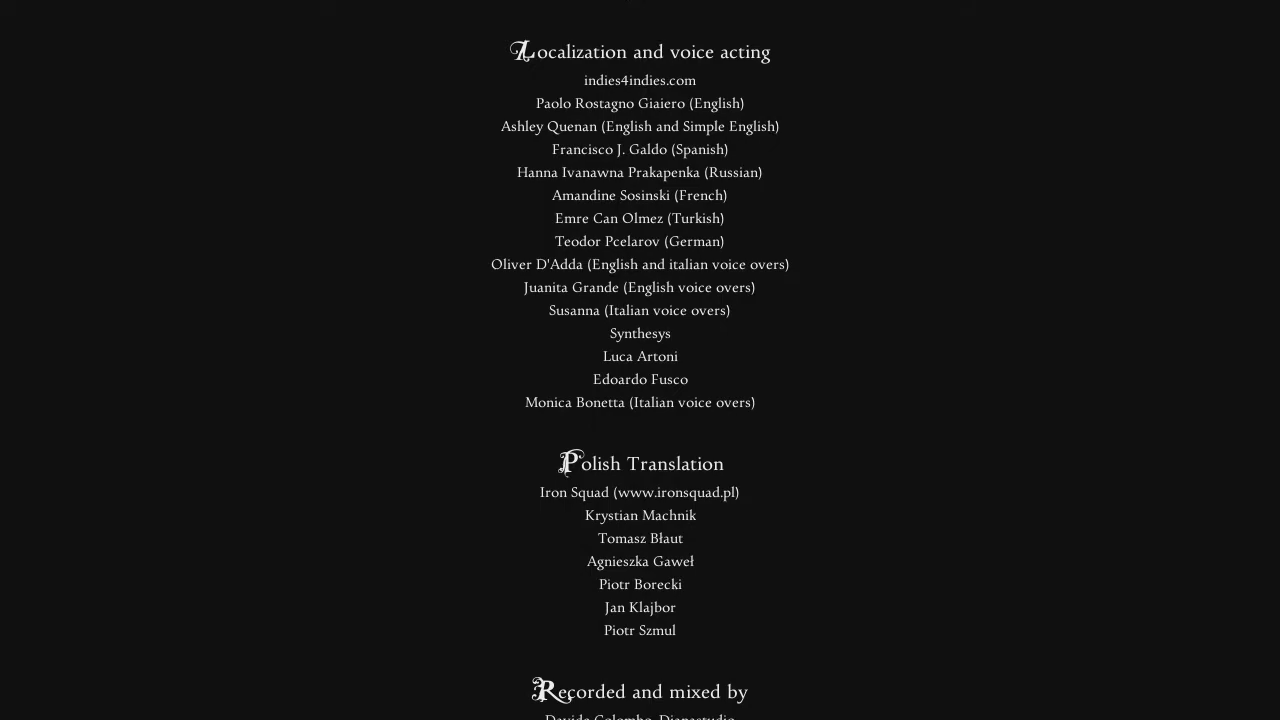 Localization and voice acting
indies4indies.com
Paolo Rostagno Giaiero (English)
Ashley Quenan (English and Simple English)
Francisco J. Galdo (Spanish)
Hanna Ivanawna Prakapenka (Russian)
Amandine Sosinski (French)
Emre Can Olmez (Turkish)
Teodor Pcelarov (German)
Oliver D'Adda (English and italian voice overs)
Juanita Grande (English voice overs)
Susanna (Italian voice overs)
Synthesys
Luca Artoni
Edoardo Fusco
Monica Bonetta (Italian voice overs)
Polish Translation
Iron Squad (www.ironsquad.pl)
Krystian Machnik
Tomasz Błaut
Agnieszka Gaweł
Piotr Borecki
Jan Klajbor
Piotr Szmul
Recorded and mixed by